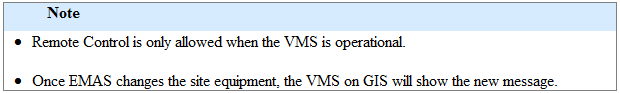 Note
• Remote Control is only allowed when the VMS is operational.
• Once EMAS changes the site equipment, the VMS on GIS will show the new message.